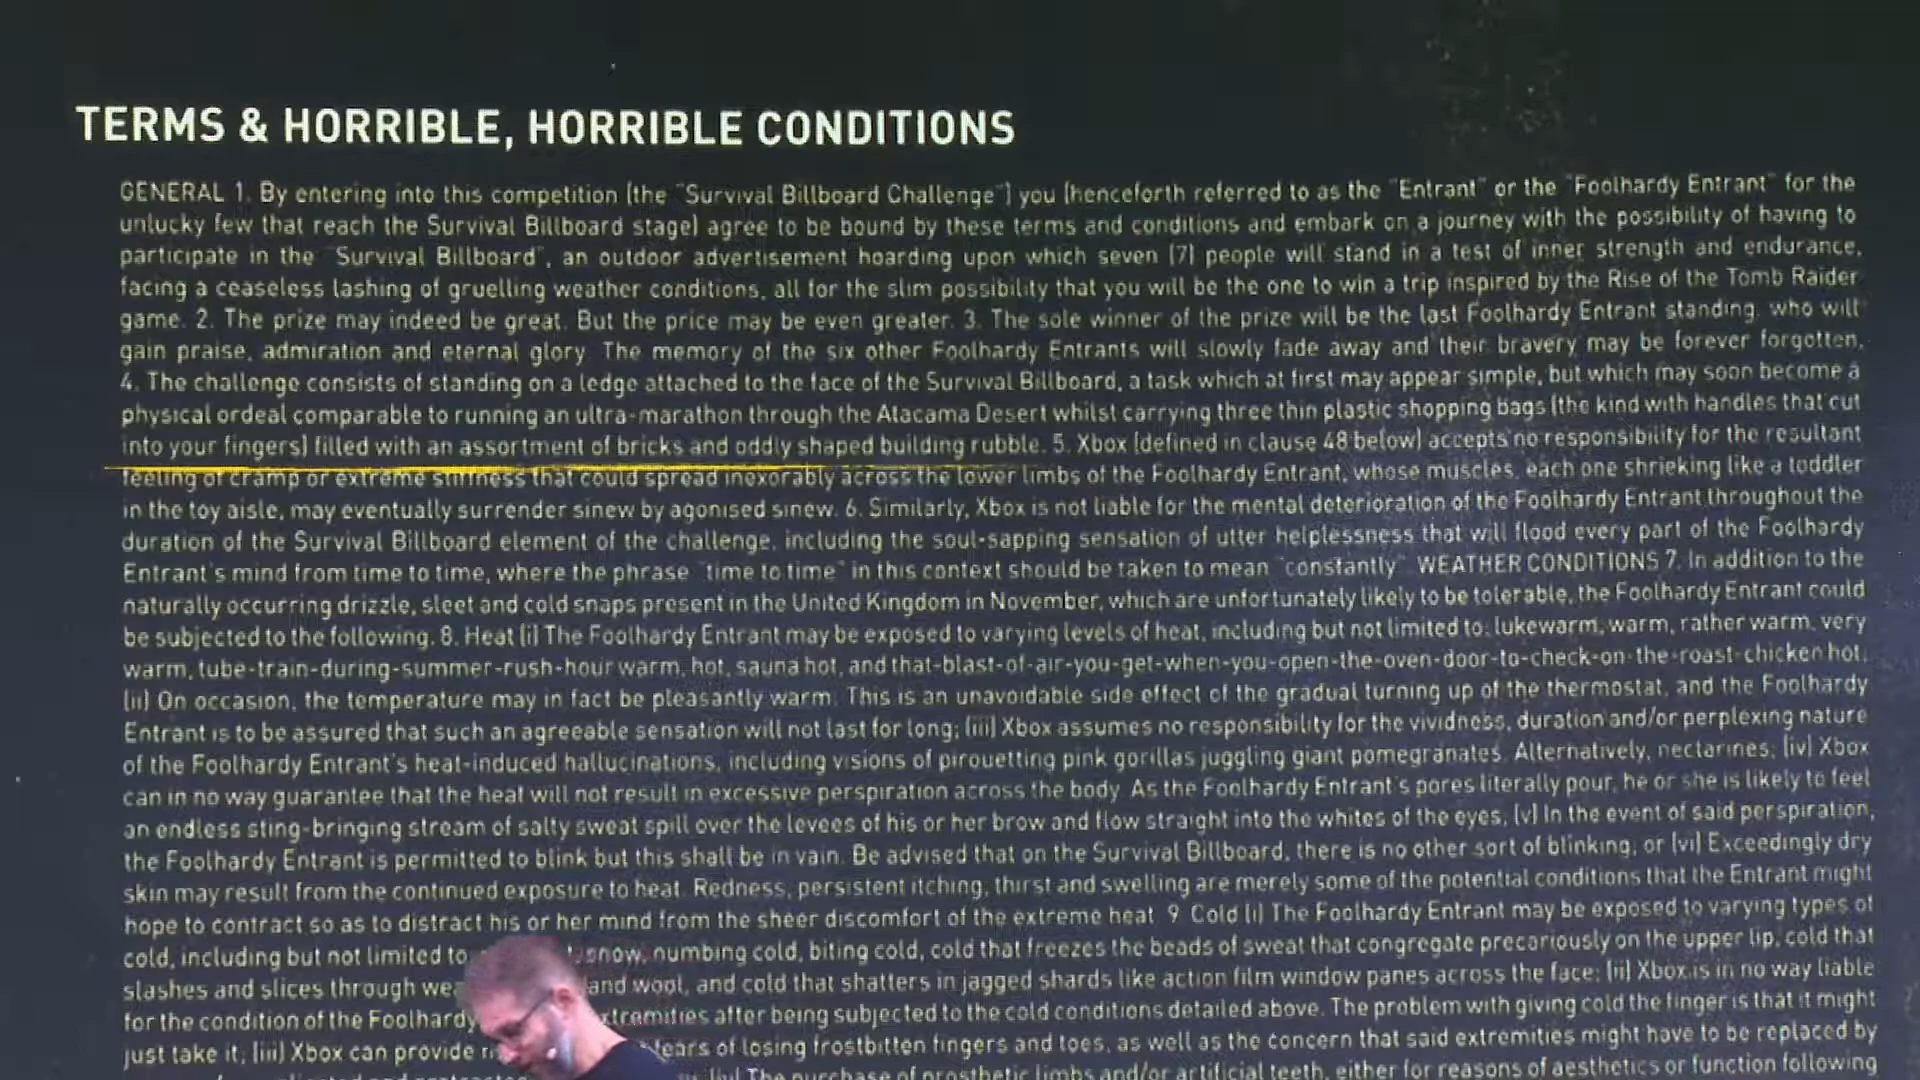 TERMS & HORRIBLE, HORRIBLE CONDITIONS
GENERAL 1. By entering into this competition (the "Survival Billboard Challenge") you (henceforth referred to as the "Entrant" or the "Foolhardy Entrant" for the
unlucky few that reach the Survival Billboard stage) agree to be bound by these terms and conditions and embark on a journey with the possibility of having to
participate in the "Survival Billboard", an outdoor advertisement hoarding upon which seven (7) people will stand in a test of inner strength and endurance,
facing a ceaseless lashing of gruelling weather conditions, all for the slim possibility that you will be the one to win a trip inspired by the Rise of the Tomb Raider
game. 2. The prize may indeed be great. But the price may be even greater. 3. The sole winner of the prize will be the last Foolhardy Entrant standing, who will
gain praise, admiration and eternal glory. The memory of the six other Foolhardy Entrants will slowly fade away and their bravery may be forever forgotten,
4. The challenge consists of standing on a ledge attached to the face of the Survival Billboard, a task which at first may appear simple, but which may soon become a
physical ordeal comparable to running an ultra-marathon through the Atacama Desert whilst carrying three thin plastic shopping bags (the kind with handles that cut
into your fingers) filled with an assortment of bricks and oddly shaped building rubble. 5. Xbox (defined in clause 48 below) accepts no responsibility for the resultant
feeling of cramp or extreme stiffness that could spread inexorably across the lower limbs of the Foolhardy Entrant, whose muscles, each one shrieking like a toddler
in the toy aisle, may eventually surrender sinew by agonised sinew. 6. Similarly, Xbox is not liable for the mental deterioration of the Foolhardy Entrant throughout the
duration of the Survival Billboard element of the challenge, including the soul-sapping sensation of utter helplessness that will flood every part of the Foolhardy
Entrant's mind from time to time, where the phrase "time to time" in this context should be taken to mean "constantly" WEATHER CONDITIONS 7. In addition to the
naturally occurring drizzle, sleet and cold snaps present in the United Kingdom in November, which are unfortunately likely to be tolerable, the Foolhardy Entrant could
be subjected to the following. 8. Heat (i) The Foolhardy Entrant may be exposed to varying levels of heat, including but not limited to: lukewarm, warm, rather warm, very
warm, tube-train-during-summer-rush-hour warm, hot, sauna hot, and that-blast-of-air-you-get-when-you-open-the-oven-door-to-check-on-the-roast-chicken hot;
(ii) On occasion, the temperature may in fact be pleasantly warm. This is an unavoidable side effect of the gradual turning up of the thermostat, and the Foolhardy
Entrant is to be assured that such an agreeable sensation will not last for long; (iii) Xbox assumes no responsibility for the vividness, duration and/or perplexing nature
of the Foolhardy Entrant's heat-induced hallucinations, including visions of pirouetting pink gorillas juggling giant pomegranates. Alternatively, nectarines; (iv) Xbox
can in no way guarantee that the heat will not result in excessive perspiration across the body. As the Foolhardy Entrant's pores literally pour, he or she is likely to feel
an endless sting-bringing stream of salty sweat spill over the levees of his or her brow and flow straight into the whites of the eyes; (v) In the event of said perspiration,
the Foolhardy Entrant is permitted to blink but this shall be in vain. Be advised that on the Survival Billboard, there is no other sort of blinking; or (vi) Exceedingly dry
skin may result from the continued exposure to heat. Redness, persistent itching, thirst and swelling are merely some of the potential conditions that the Entrant might
hope to contract so as to distract his or her mind from the sheer discomfort of the extreme heat. 9. Cold (i) The Foolhardy Entrant may be exposed to varying types of
cold, including but not limited to snow, numbing cold, biting cold, cold that freezes the beads of sweat that congregate precariously on the upper lip, cold that
slashes and slices through and wool, and cold that shatters in jagged shards like action film window panes across the face; (ii) Xbox is in no way liable
for the condition of the Foolhardy extremities after being subjected to the cold conditions detailed above. The problem with giving cold the finger is that it might
just take it; (iii) Xbox can provide fears of losing frostbitten fingers and toes, as well as the concern that said extremities might have to be replaced by
(iv) The purchase of prosthetic limbs and/or artificial teeth, either for reasons of aesthetics or function following